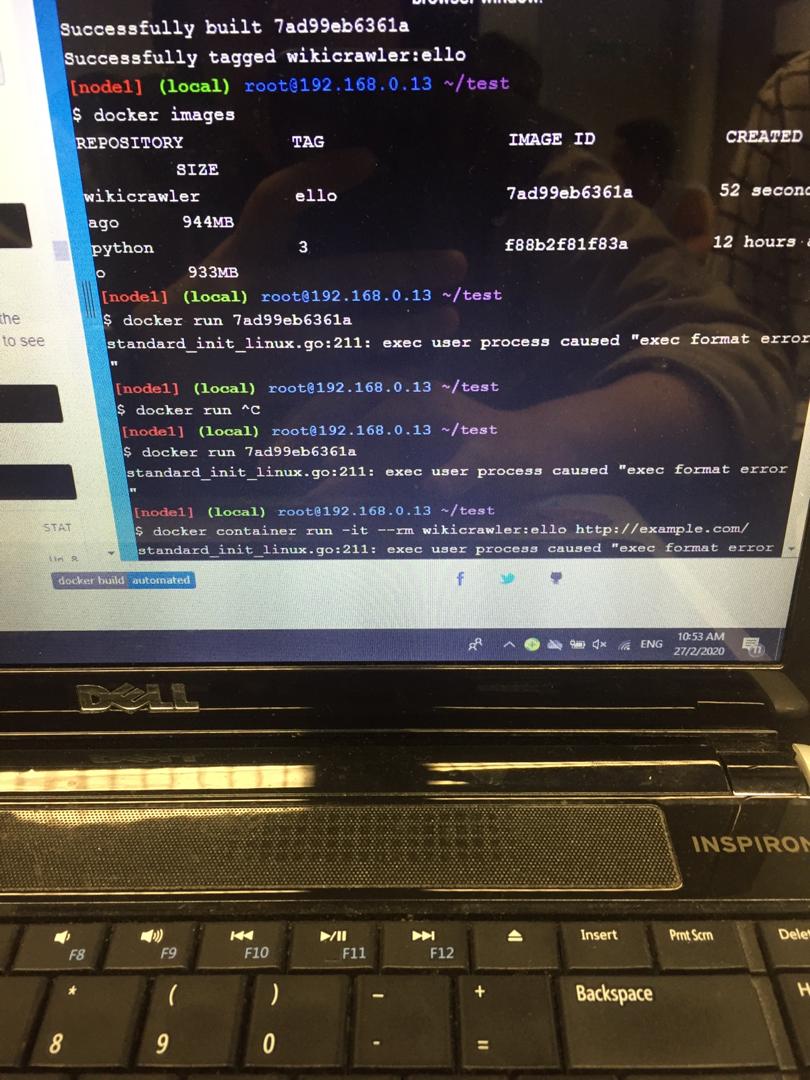 browser window.
Successfully built 7ad99eb6361a
Successfully tagged wikicrawler:ello
[node1] (local) root@192.168.0.13 ~/test
$ docker images
REPOSITORY TAG IMAGE ID CREATED
SIZE
wikicrawler ello 7ad99eb6361a 52 secon
ago 944MB
python 3 f88b2f81f83a 12 hours
o 933MB
[node1] (local) root@192.168.0.13 ~/test
$ docker run 7ad99eb6361a
standard_init_linux.go:211: exec user process caused "exec format error
"
[node1] (local) root@192.168.0.13 ~/test
$ docker run ^C
[node1] (local) root@192.168.0.13 ~/test
$ docker run 7ad99eb6361a
standard_init_linux.go:211: exec user process caused "exec format error
"
[node1] (local) root@192.168.0.13 ~/test
$ docker container run -it --rm wikicrawler:ello http://example.com/
standard_init_linux.go:211: exec user process caused "exec format error
the
to see
STAT
docker build automated
ENG
10:53 AM
27/2/2020
11
DELL
INSPIRON
F8 F9 F10 F11 F12 Insert Prnt Scrn Dele
* ( ) – + Backspace H
8 9 0 - =